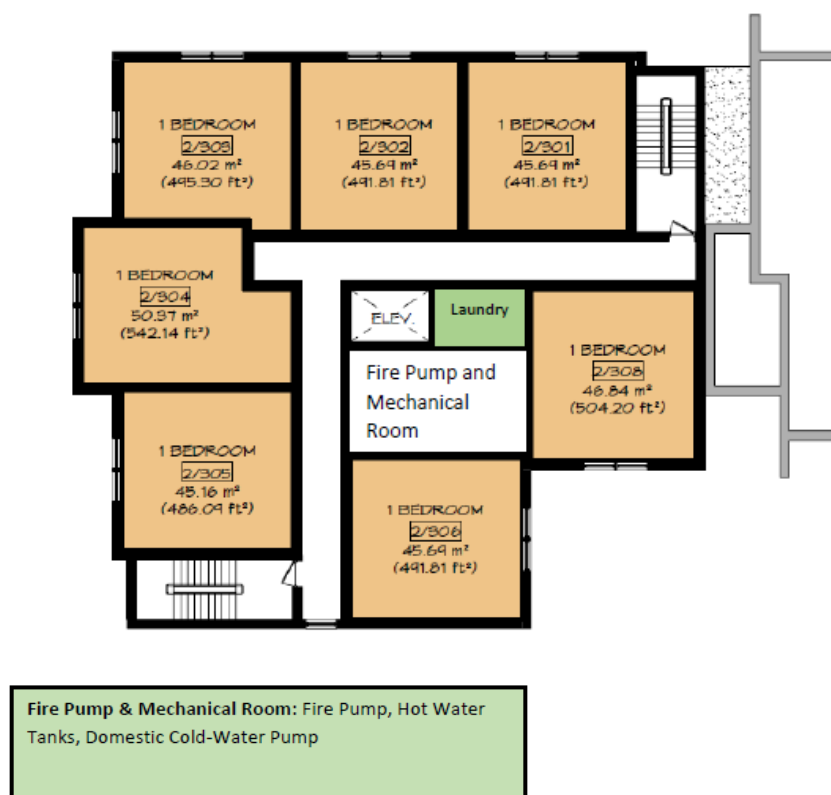 1 BEDROOM
2/303
46.02 m²
(495.30 ft²)
1 BEDROOM
2/302
45.69 m²
(491.81 ft²)
1 BEDROOM
2/301
45.69 m²
(491.81 ft²)
1 BEDROOM
2/304
50.37 m²
(542.14 ft²)
ELEV.
Laundry
1 BEDROOM
2/308
46.84 m²
(504.20 ft²)
Fire Pump and
Mechanical
Room
1 BEDROOM
2/305
45.16 m²
(486.09 ft²)
1 BEDROOM
2/306
45.69 m²
(491.81 ft²)
Fire Pump & Mechanical Room: Fire Pump, Hot Water
Tanks, Domestic Cold-Water Pump